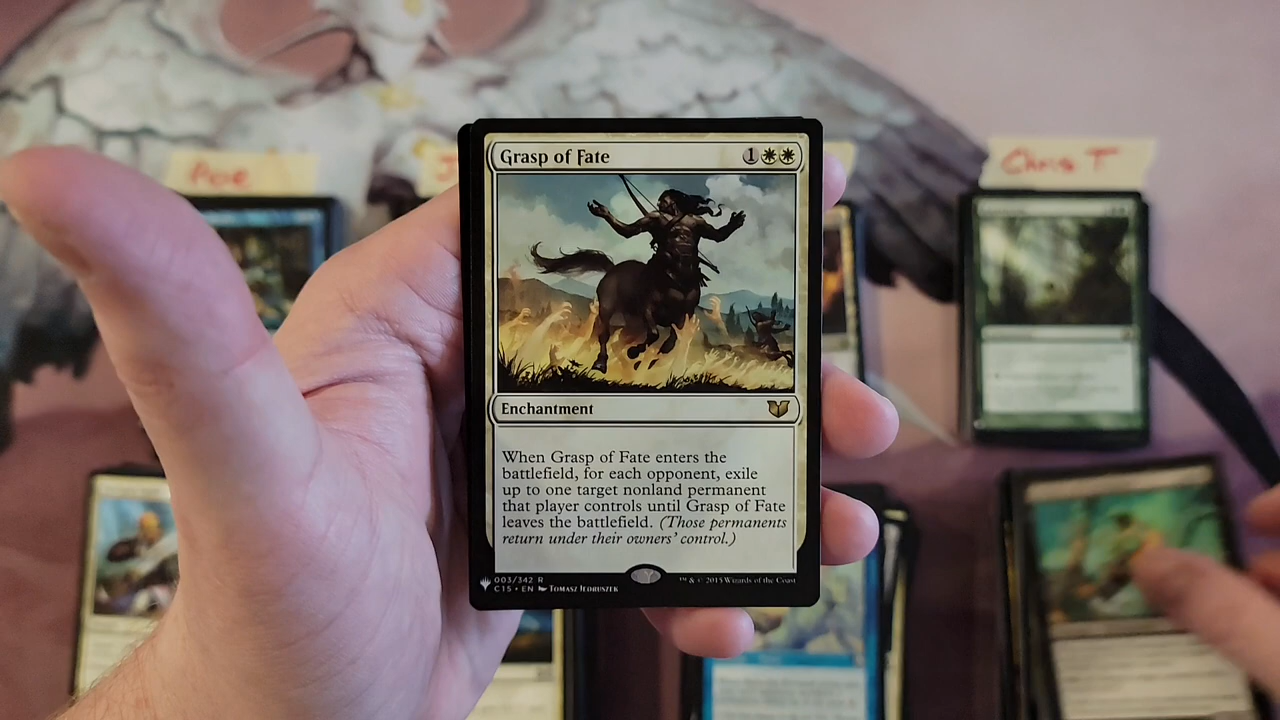 Poe
J
Chris T
Grasp of Fate
1
Enchantment
When Grasp of Fate enters the
battlefield, for each opponent, exile
up to one target nonland permanent
that player controls until Grasp of Fate
leaves the battlefield. (Those permanents
return under their owners' control.)
003/342 R
C15 • EN Tomasz Jedruszek
™ & © 2015 Wizards of the Coast